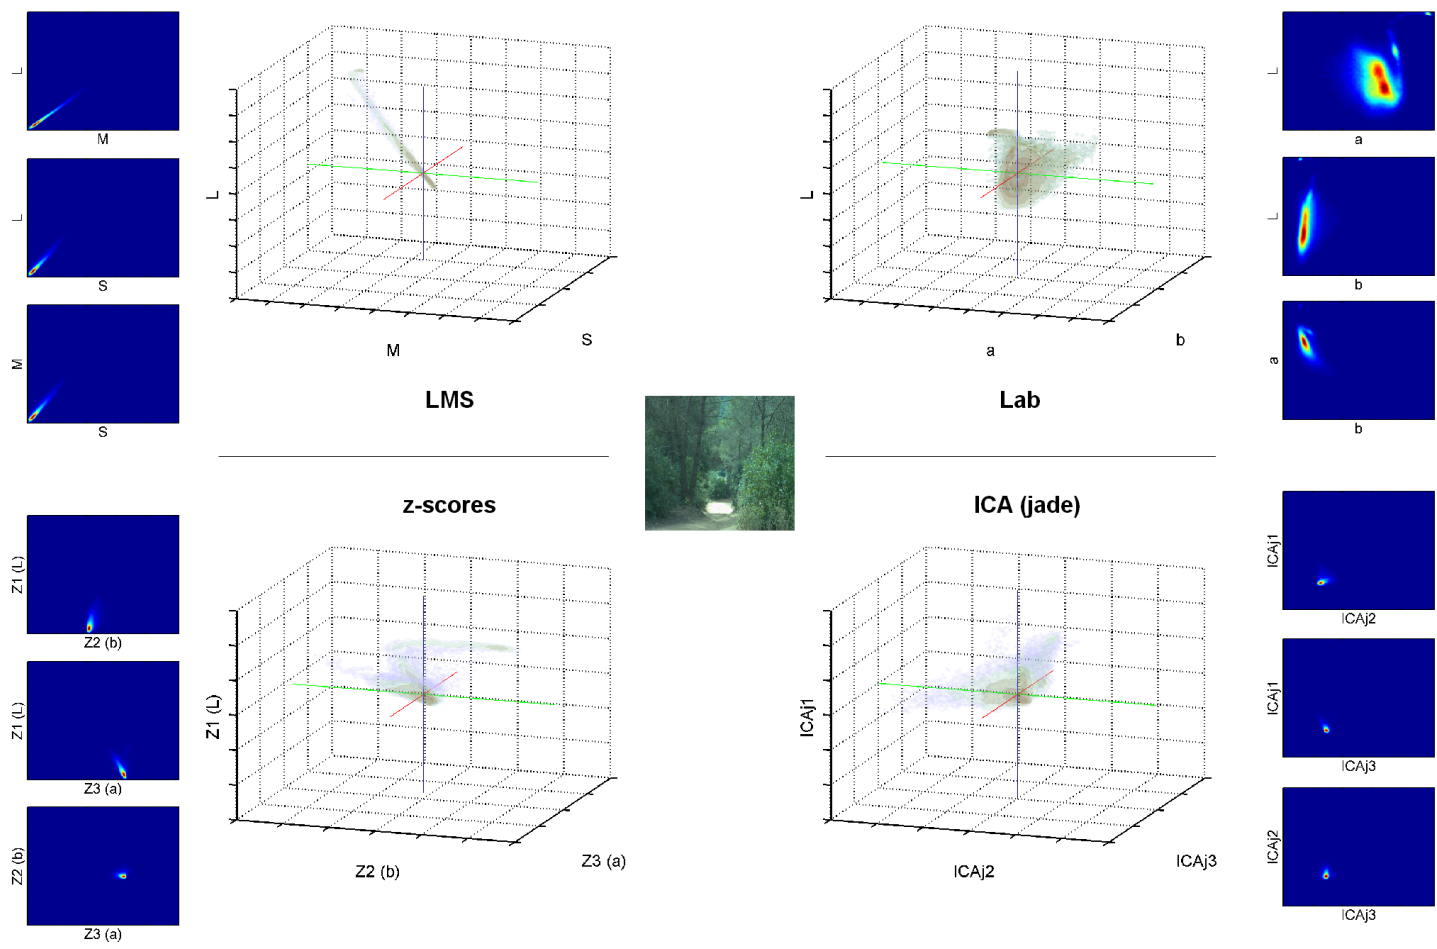 L
M
L
S
M
S
L
M
S
LMS
L
a
b
Lab
L
a
L
b
a
b
z-scores
Z1 (L)
Z2 (b)
Z1 (L)
Z3 (a)
Z2 (b)
Z3 (a)
Z1 (L)
Z2 (b)
Z3 (a)
ICA (jade)
ICAj1
ICAj2
ICAj3
ICAj1
ICAj2
ICAj1
ICAj3
ICAj2
ICAj3